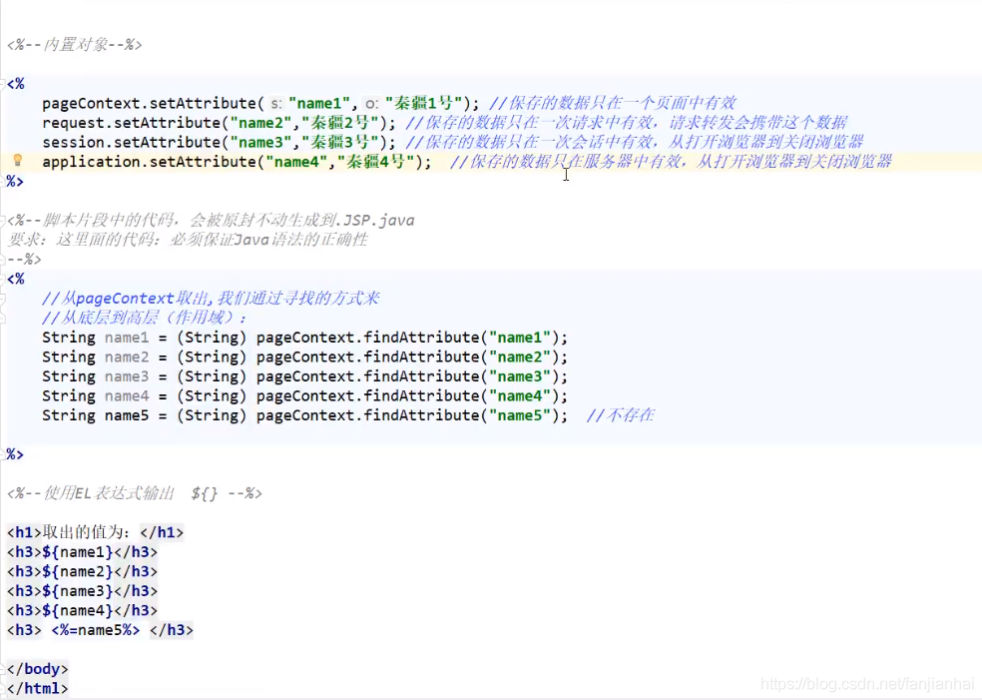 <%--内置对象--%>
<%
pageContext.setAttribute( s: "name1", o: "秦疆1号"); //保存的数据只在一个页面中有效
request.setAttribute("name2","秦疆2号"); //保存的数据只在一次请求中有效，请求转发会携带这个数据
session.setAttribute("name3","秦疆3号"); //保存的数据只在一次会话中有效，从打开浏览器到关闭浏览器
application.setAttribute("name4","秦疆4号");  //保存的数据只在服务器中有效，从打开浏览器到关闭浏览器
%>
<%--脚本片段中的代码，会被原封不动生成到.JSP.java
要求：这里面的代码：必须保证Java语法的正确性
--%>
<%
//从pageContext取出,我们通过寻找的方式来
//从底层到高层（作用域）：
String name1 = (String) pageContext.findAttribute("name1");
String name2 = (String) pageContext.findAttribute("name2");
String name3 = (String) pageContext.findAttribute("name3");
String name4 = (String) pageContext.findAttribute("name4");
String name5 = (String) pageContext.findAttribute("name5");  //不存在
%>
<%--使用EL表达式输出  ${} --%>
<h1>取出的值为：</h1>
<h3>${name1}</h3>
<h3>${name2}</h3>
<h3>${name3}</h3>
<h3>${name4}</h3>
<h3> <%=name5%> </h3>
</body>
</html>
https://blog.csdn.net/fanjianhai